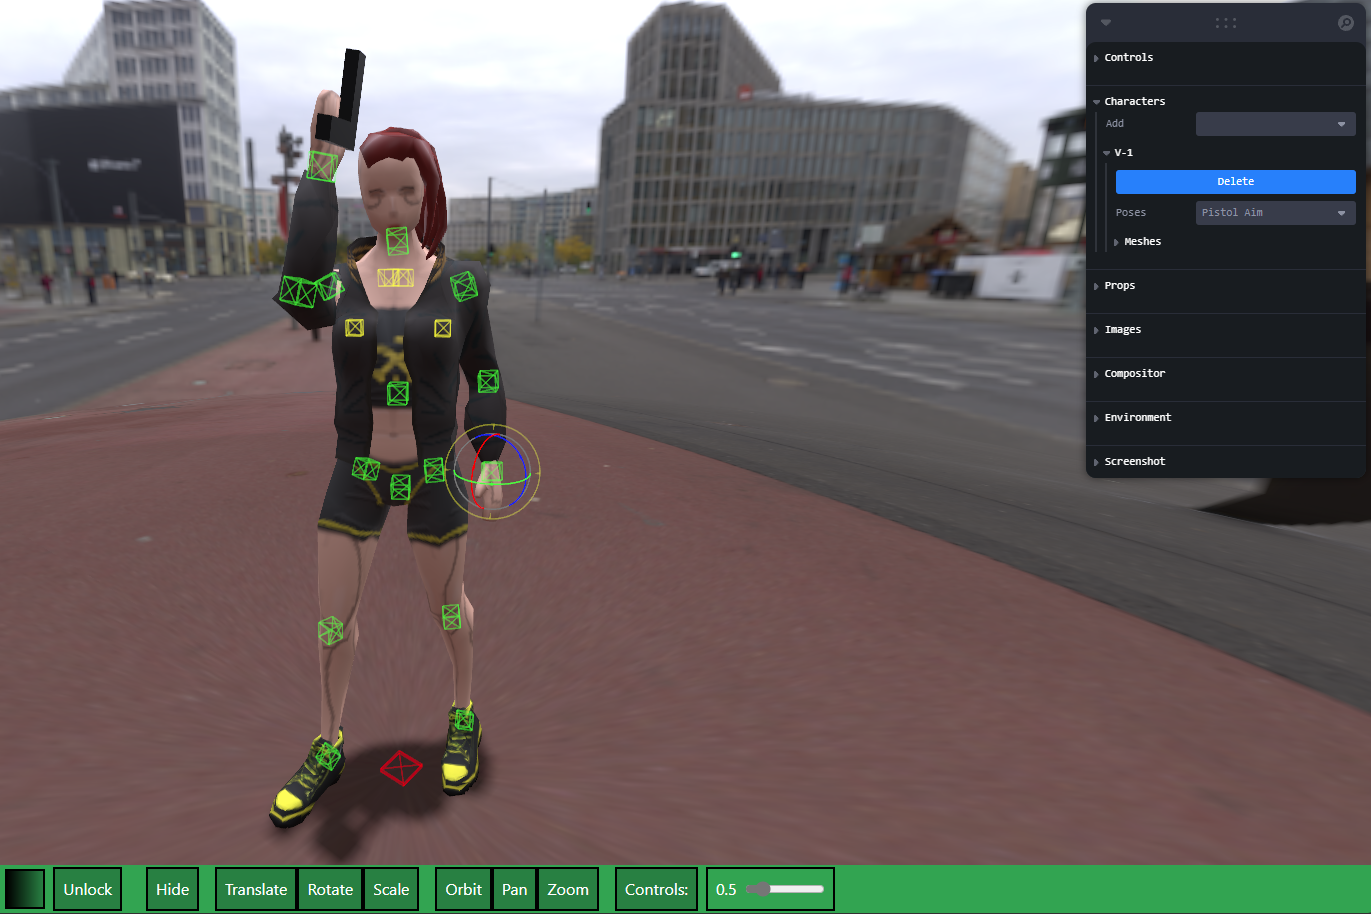 Controls
Characters
Add
V-1
Delete
Poses
Pistol Aim
Meshes
Props
Images
Compositor
Environment
Screenshot
Unlock
Hide
Translate
Rotate
Scale
Orbit
Pan
Zoom
Controls:
0.5